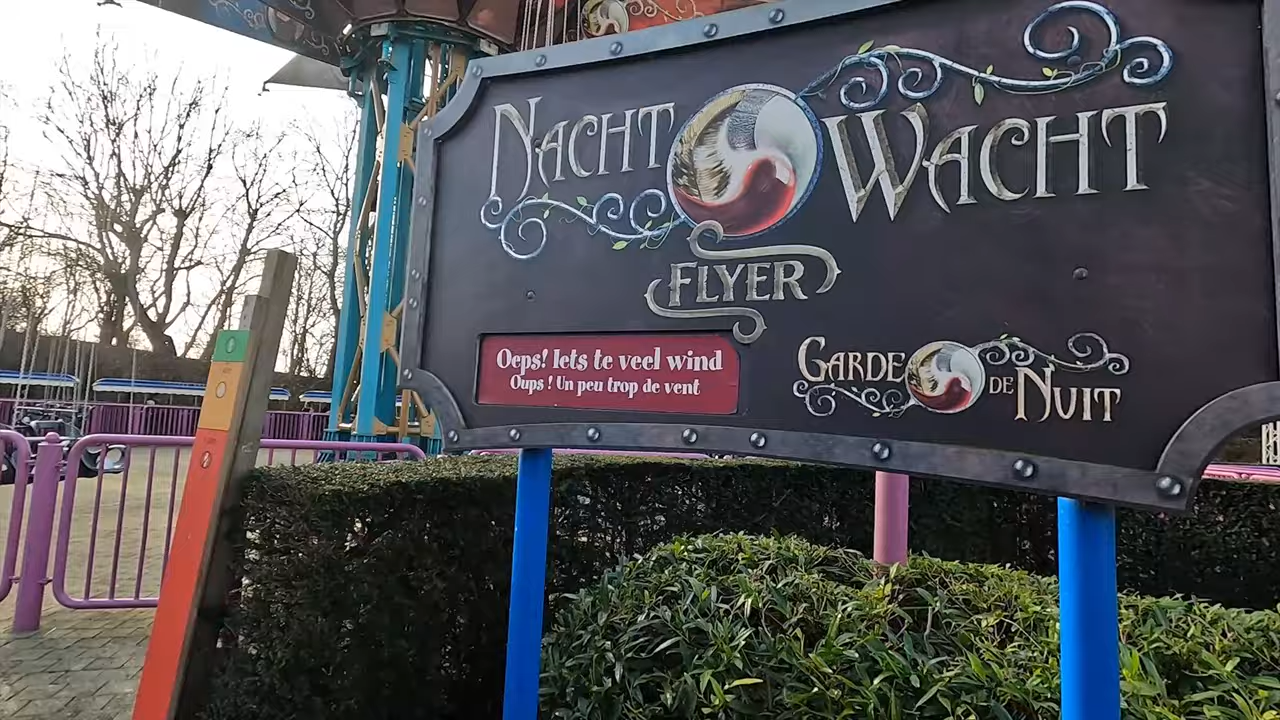 NACHT WACHT
FLYER
Oeps! Iets te veel wind
Oups ! Un peu trop de vent
GARDE DE NUIT